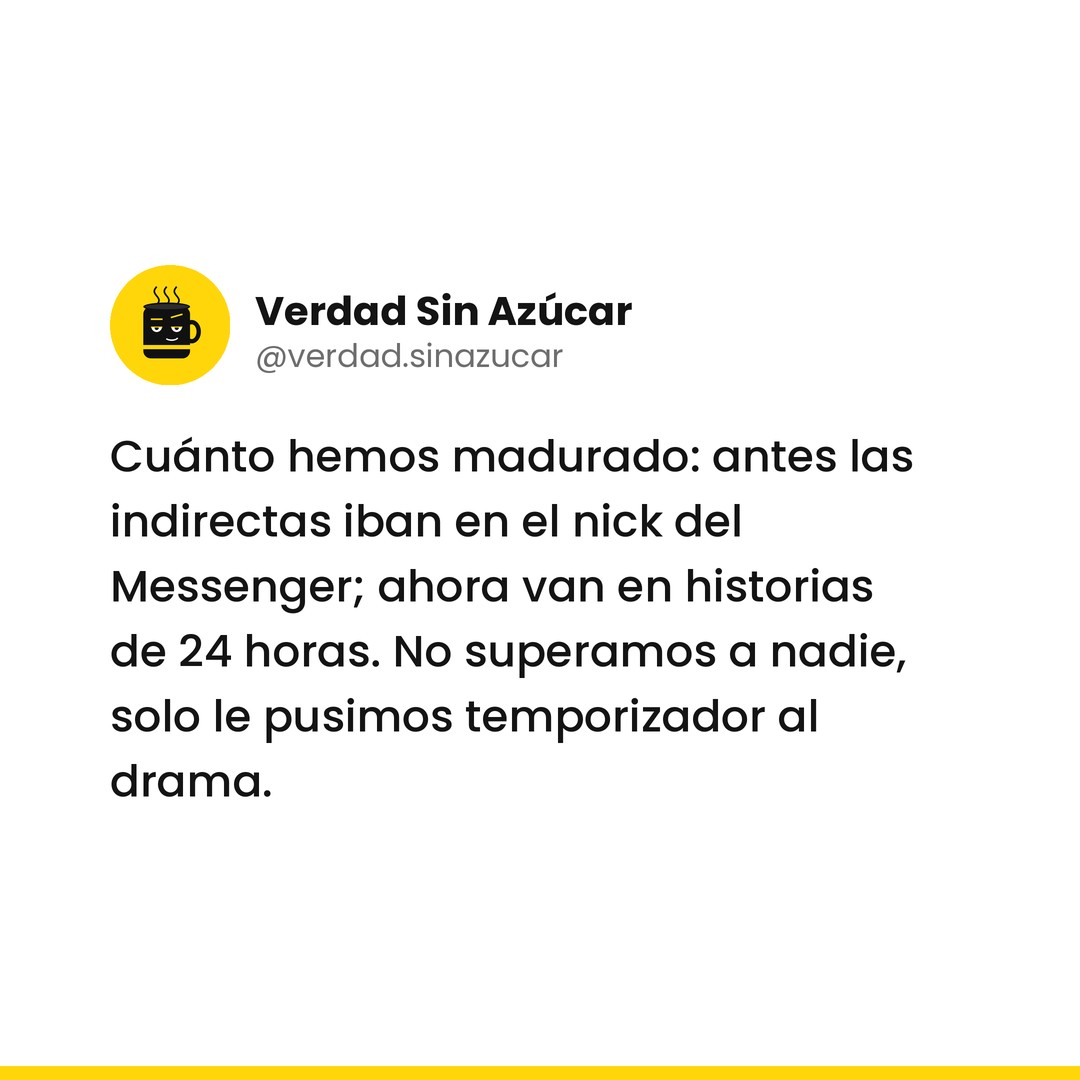 Verdad Sin Azúcar
@verdad.sinazucar
Cuánto hemos madurado: antes las
indirectas iban en el nick del
Messenger; ahora van en historias
de 24 horas. No superamos a nadie,
solo le pusimos temporizador al
drama.